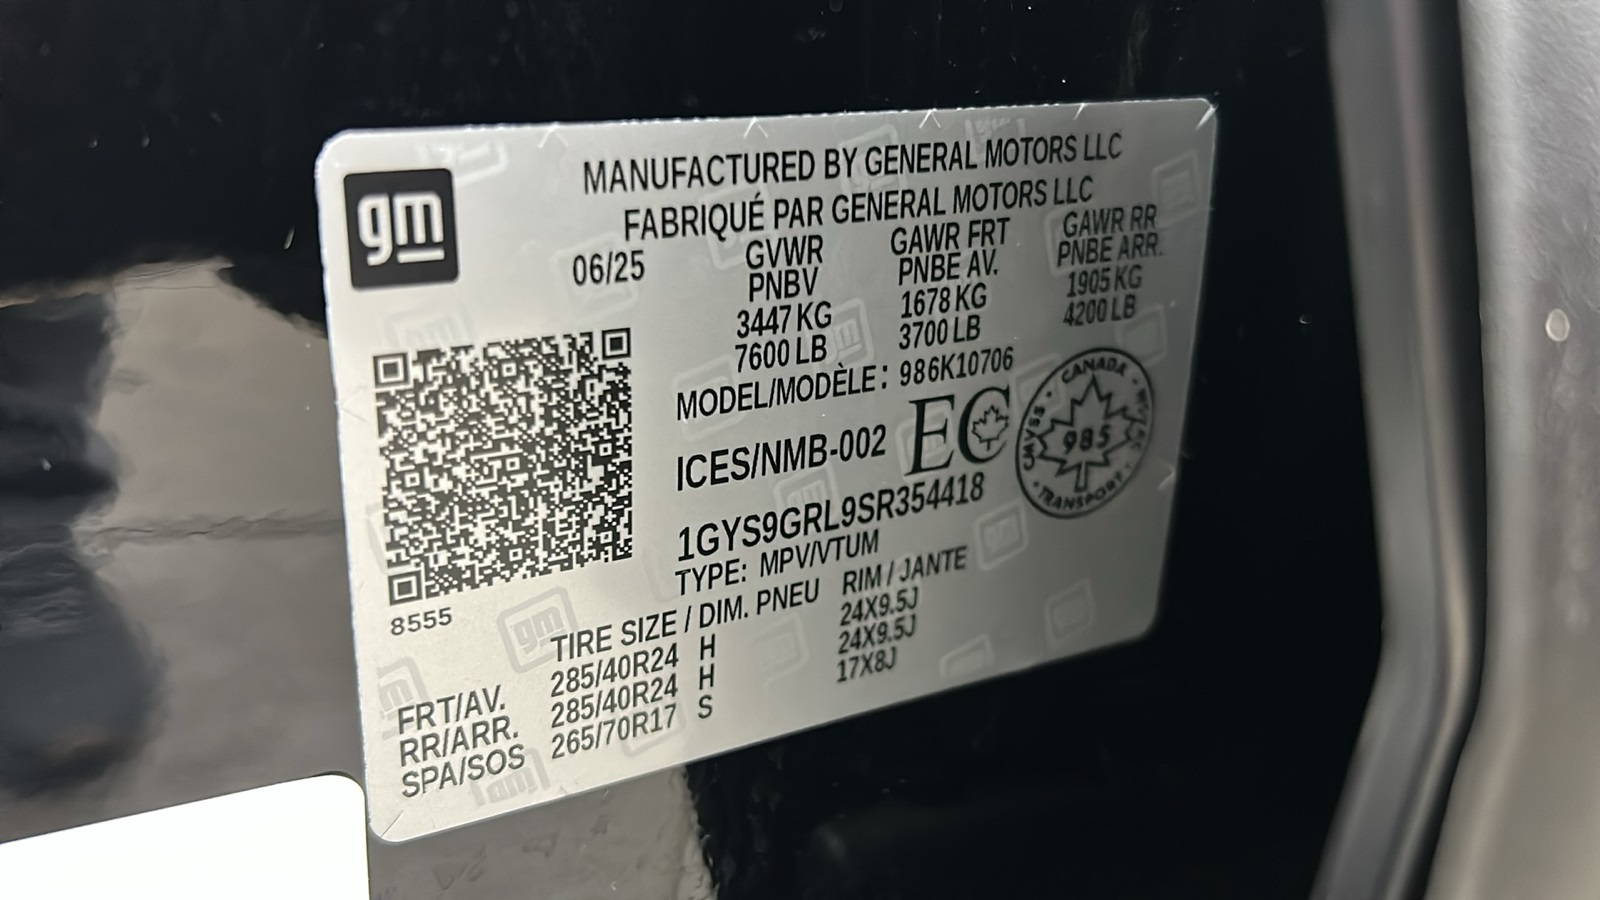 gm
MANUFACTURED BY GENERAL MOTORS LLC
FABRIQUÉ PAR GENERAL MOTORS LLC
06/25
GVWR
PNBV
3447 KG
7600 LB
GAWR FRT
PNBE AV.
1678 KG
3700 LB
GAWR RR
PNBE ARR.
1905 KG
4200 LB
MODEL/MODÈLE: 986K10706
ICES/NMB-002
EC
CANADA
985
TRANSPORT
CMVSS
NSVAC
1GYS9GRL9SR354418
TYPE: MPV/VTUM
8555
TIRE SIZE / DIM. PNEU RIM / JANTE
FRT/AV. 285/40R24 H 24X9.5J
RR/ARR. 285/40R24 H 24X9.5J
SPA/SOS 265/70R17 S 17X8J